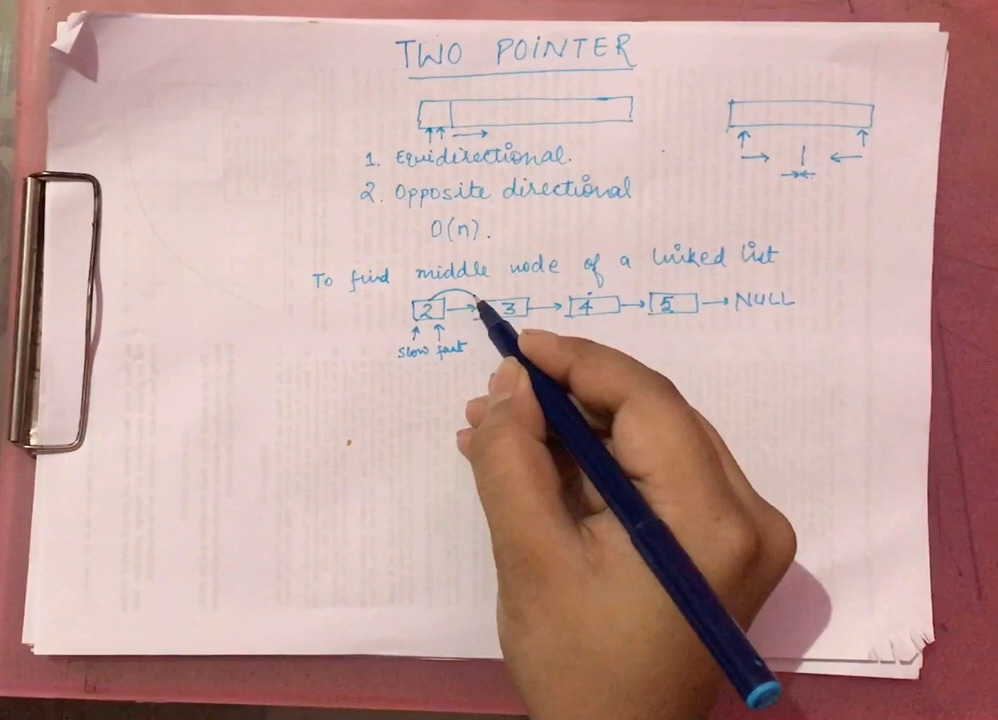 TWO POINTER
1. Equidirectional.
2. Opposite directional
O(n).
To find middle node of a linked list
2 → 3 → 4 → 5 → NULL
slow fast